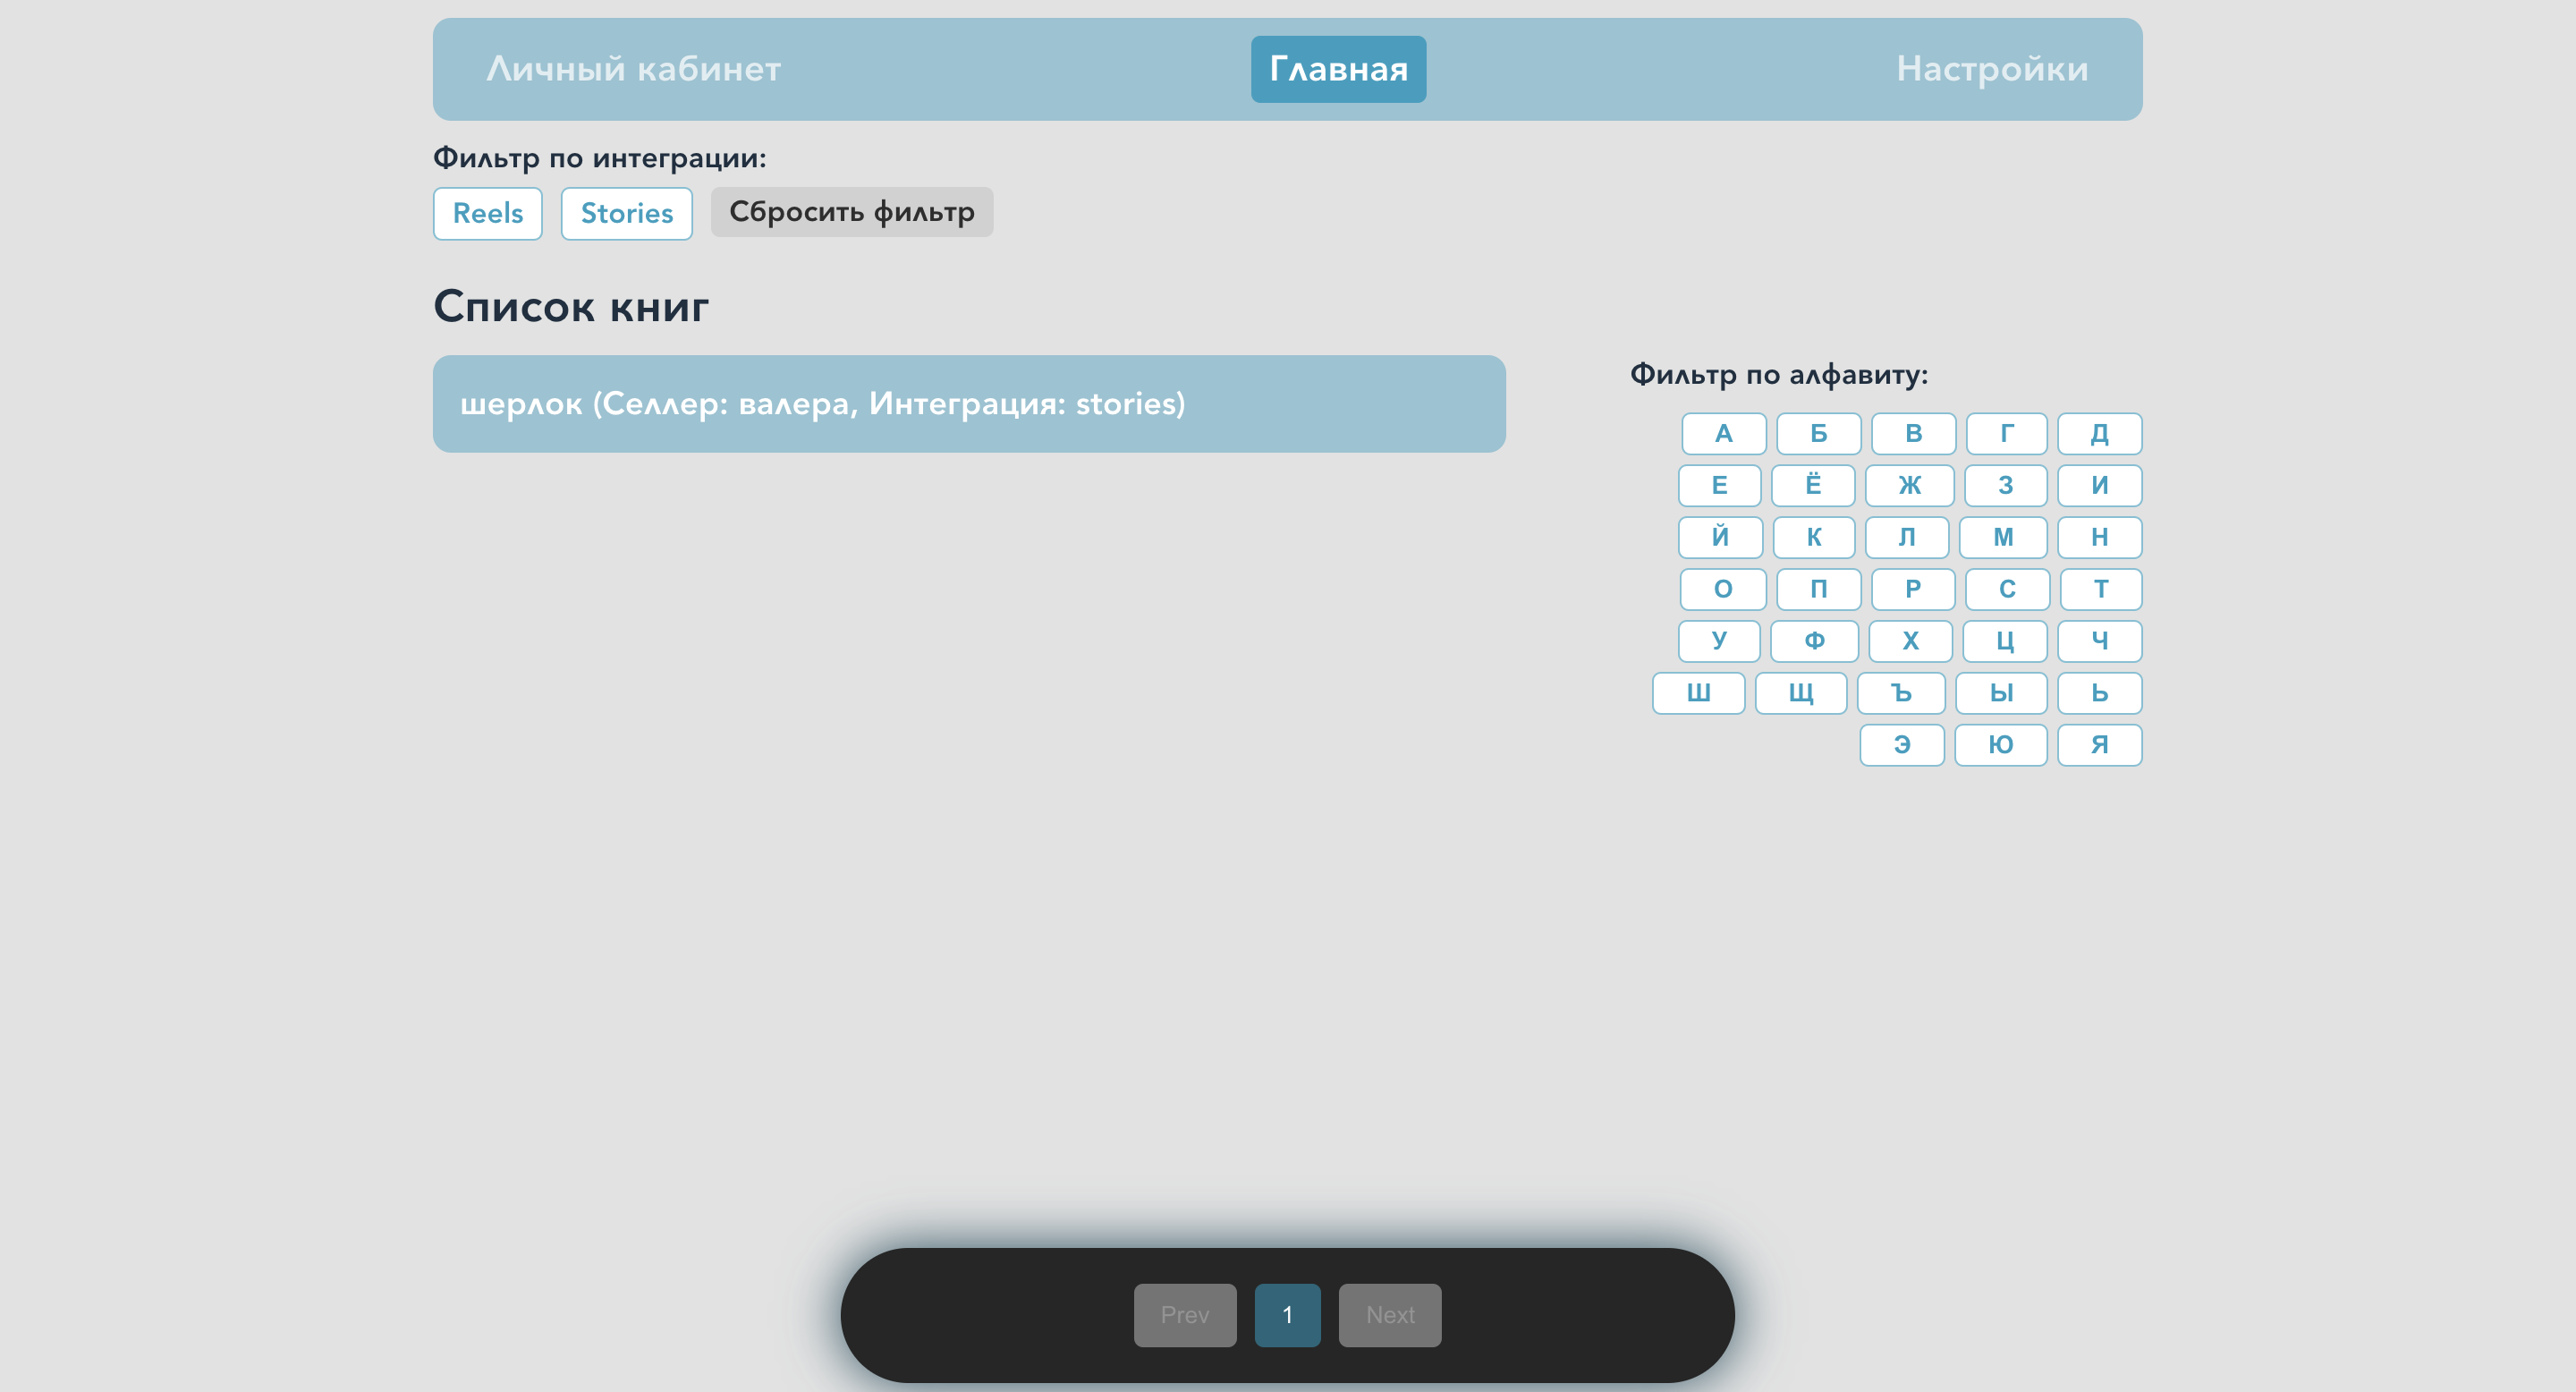 Личный кабинет Главная Настройки
Фильтр по интеграции:
Reels Stories Сбросить фильтр
Список книг
шерлок (Селлер: валера, Интеграция: stories)
Фильтр по алфавиту:
А Б В Г Д
Е Ё Ж З И
Й К Л М Н
О П Р С Т
У Ф Х Ц Ч
Ш Щ Ъ Ы Ь
Э Ю Я
Prev 1 Next